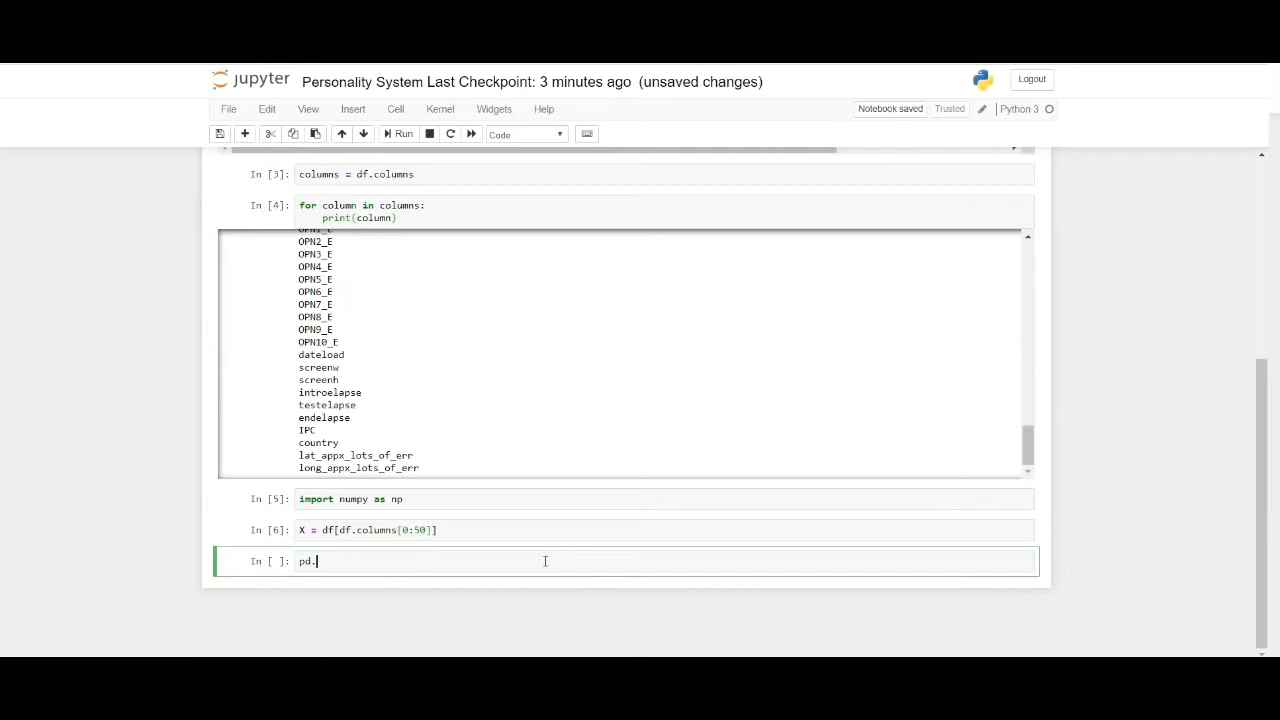 jupyter Personality System Last Checkpoint: 3 minutes ago (unsaved changes) Logout
File Edit View Insert Cell Kernel Widgets Help Notebook saved Trusted Python 3
Run Code
In [3]: columns = df.columns
In [4]: for column in columns:
print(column)
OPN1_E
OPN2_E
OPN3_E
OPN4_E
OPN5_E
OPN6_E
OPN7_E
OPN8_E
OPN9_E
OPN10_E
dateload
screenw
screenh
introelapse
testelapse
endelapse
IPC
country
lat_appx_lots_of_err
long_appx_lots_of_err
In [5]: import numpy as np
In [6]: X = df[df.columns[0:50]]
In [ ]: pd.